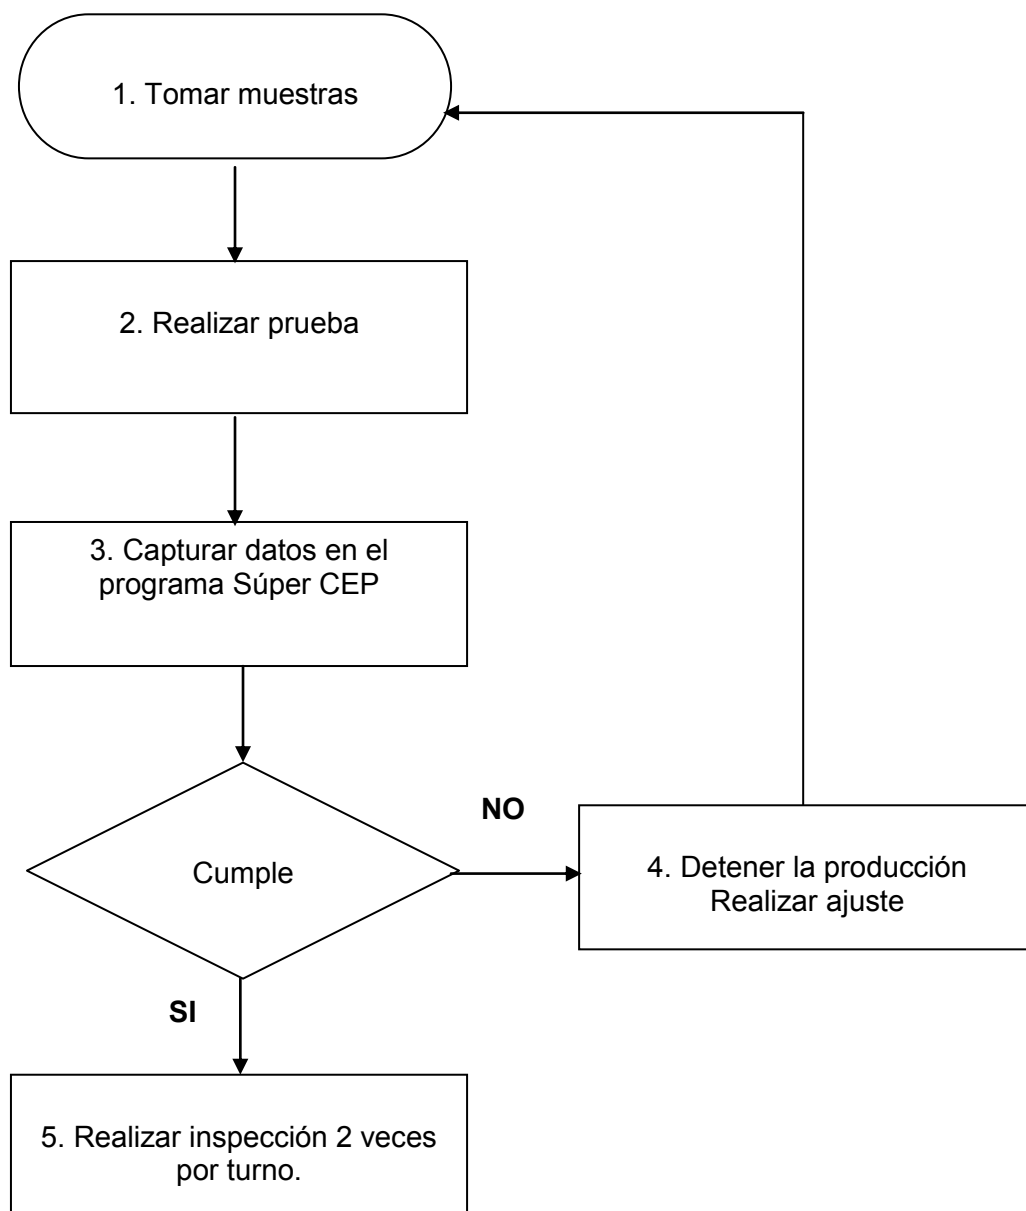 1. Tomar muestras
2. Realizar prueba
3. Capturar datos en el
programa Súper CEP
NO
Cumple
4. Detener la producción
Realizar ajuste
SI
5. Realizar inspección 2 veces
por turno.